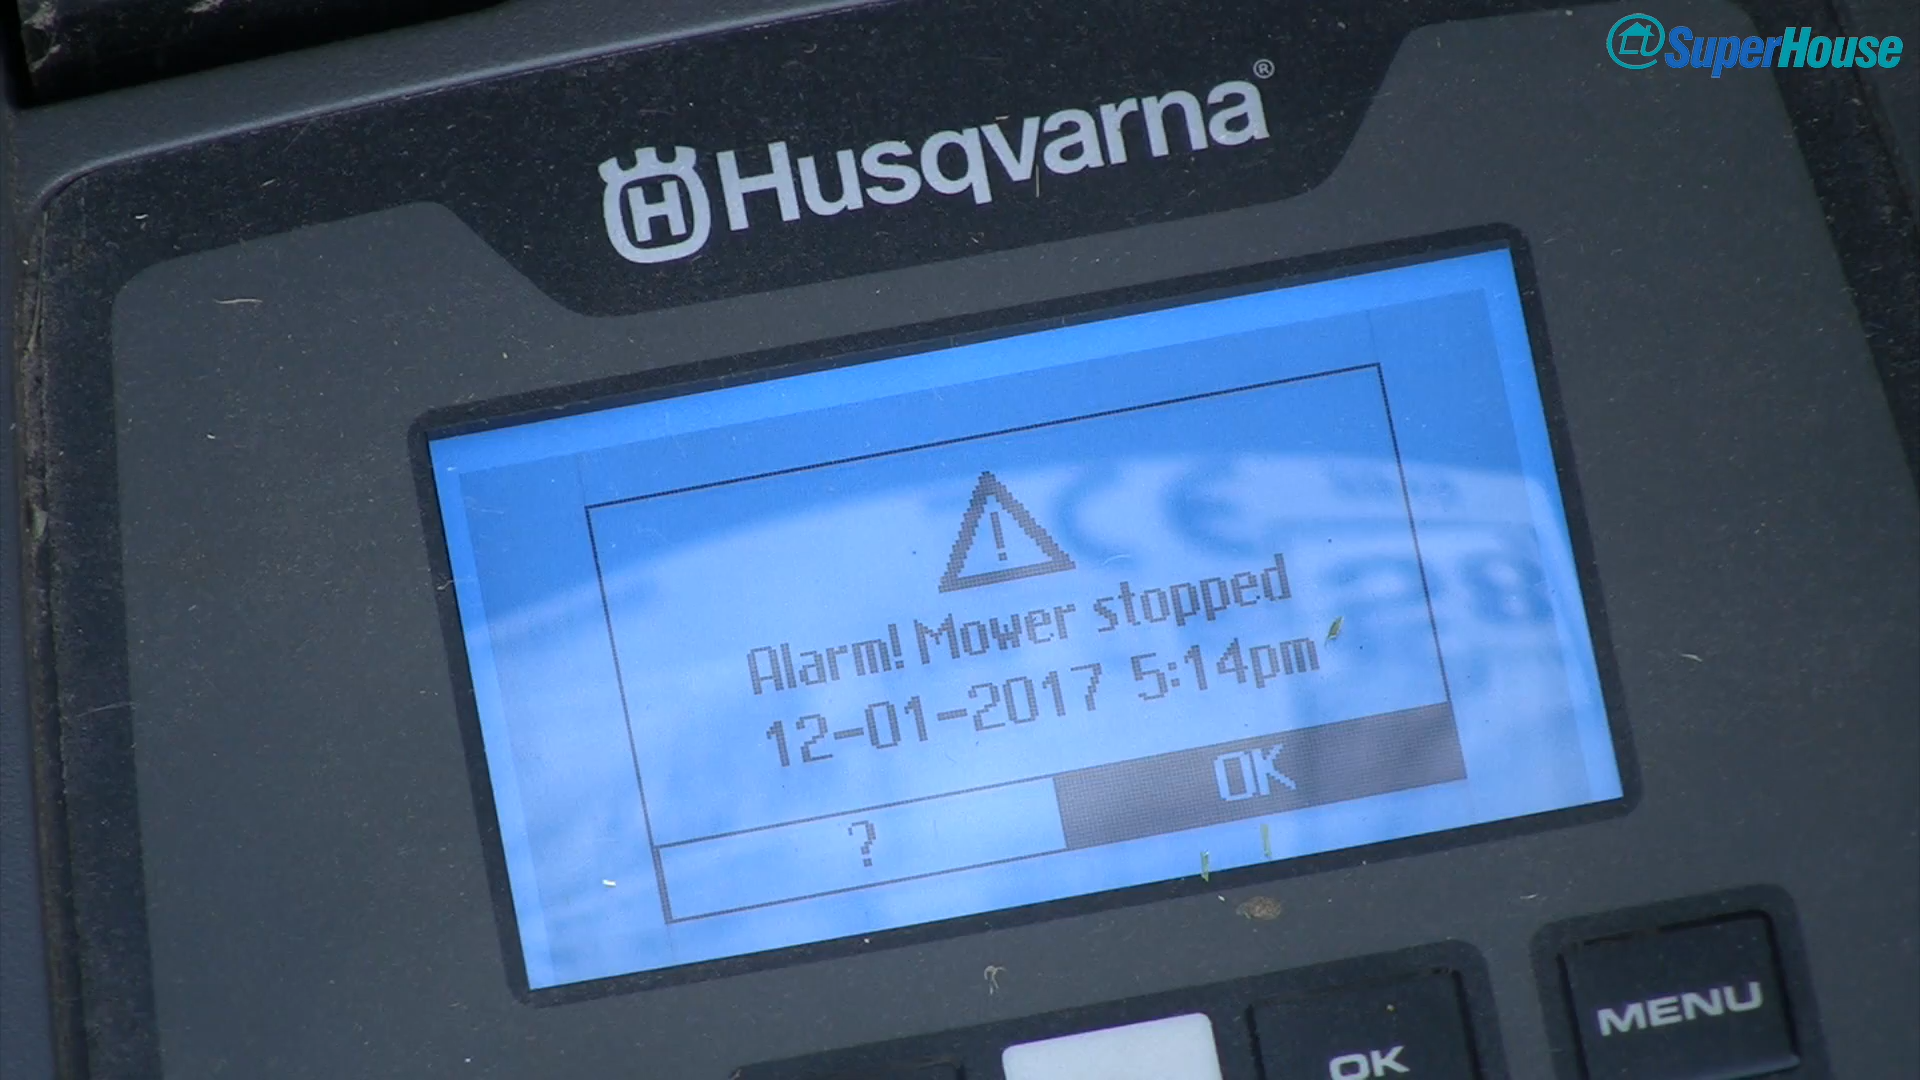 SuperHouse
Husqvarna®
H
!
Alarm! Mower stopped
12-01-2017 5:14pm
? OK
OK MENU